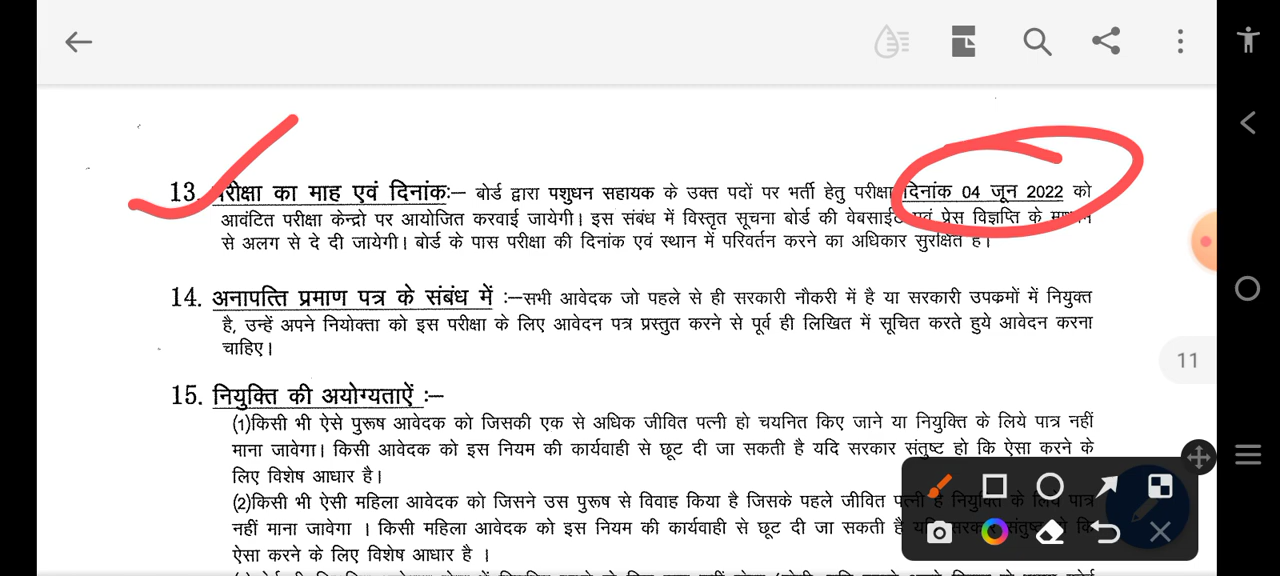 13. परीक्षा का माह एवं दिनांक:– बोर्ड द्वारा पशुधन सहायक के उक्त पदों पर भर्ती हेतु परीक्षा दिनांक 04 जून 2022 को
आवंटित परीक्षा केन्द्रो पर आयोजित करवाई जायेगी। इस संबंध में विस्तृत सूचना बोर्ड की वेबसाईट एवं प्रेस विज्ञप्ति के माध्यम
से अलग से दे दी जायेगी। बोर्ड के पास परीक्षा की दिनांक एवं स्थान में परिवर्तन करने का अधिकार सुरक्षित है।
14. अनापत्ति प्रमाण पत्र के संबंध में :–सभी आवेदक जो पहले से ही सरकारी नौकरी में है या सरकारी उपक्रमों में नियुक्त
है, उन्हें अपने नियोक्ता को इस परीक्षा के लिए आवेदन पत्र प्रस्तुत करने से पूर्व ही लिखित में सूचित करते हुये आवेदन करना
चाहिए।
11
15. नियुक्ति की अयोग्यताऐं :–
(1)किसी भी ऐसे पुरूष आवेदक को जिसकी एक से अधिक जीवित पत्नी हो चयनित किए जाने या नियुक्ति के लिये पात्र नहीं
माना जावेगा। किसी आवेदक को इस नियम की कार्यवाही से छूट दी जा सकती है यदि सरकार संतुष्ट हो कि ऐसा करने के
लिए विशेष आधार है।
(2)किसी भी ऐसी महिला आवेदक को जिसने उस पुरूष से विवाह किया है जिसके पहले जीवित पत्नी है नियुक्ति के लिये पात्र
नहीं माना जावेगा । किसी महिला आवेदक को इस नियम की कार्यवाही से छूट दी जा सकती है यदि सरकार संतुष्ट हो कि
ऐसा करने के लिए विशेष आधार है ।